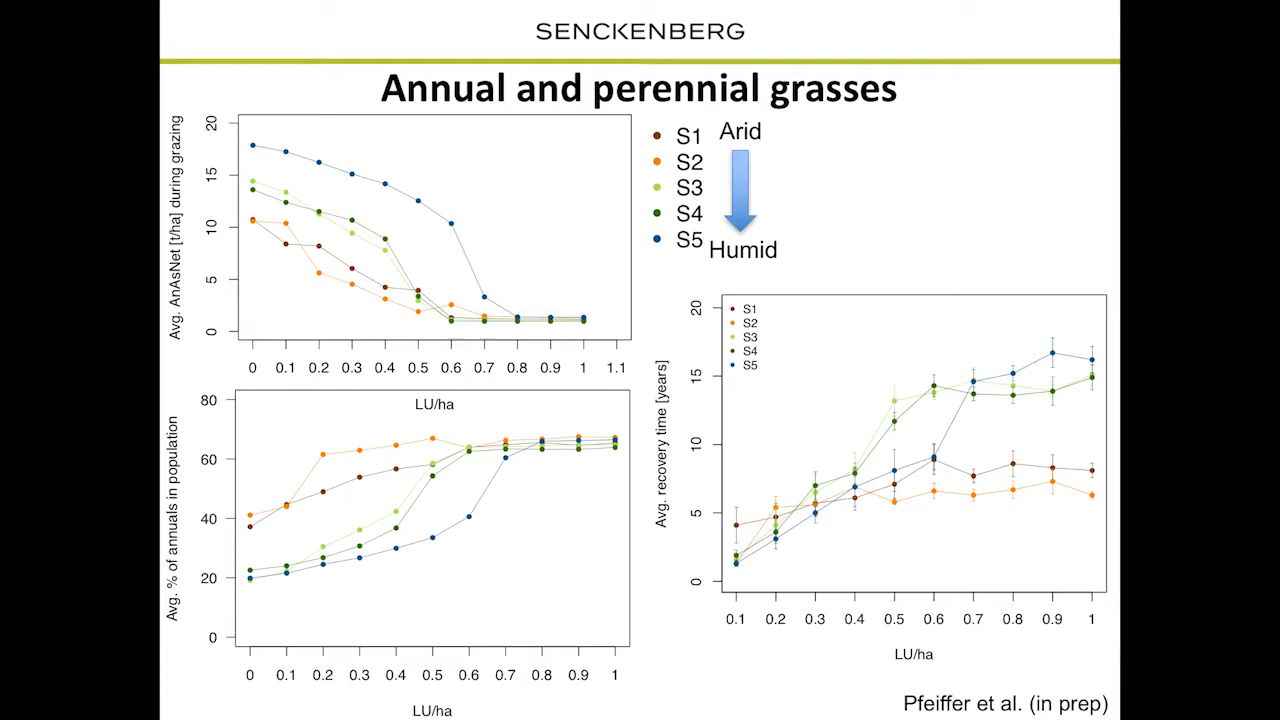 SENCKENBERG
Annual and perennial grasses
Avg. AnAsNet [t/ha] during grazing
20
15
10
5
0
0 0.1 0.2 0.3 0.4 0.5 0.6 0.7 0.8 0.9 1 1.1
LU/ha
S1
S2
S3
S4
S5
Arid
Humid
Avg. % of annuals in population
80
60
40
20
0
0 0.1 0.2 0.3 0.4 0.5 0.6 0.7 0.8 0.9 1
LU/ha
Avg. recovery time [years]
20
15
10
5
0
S1
S2
S3
S4
S5
0.1 0.2 0.3 0.4 0.5 0.6 0.7 0.8 0.9 1
LU/ha
Pfeiffer et al. (in prep)